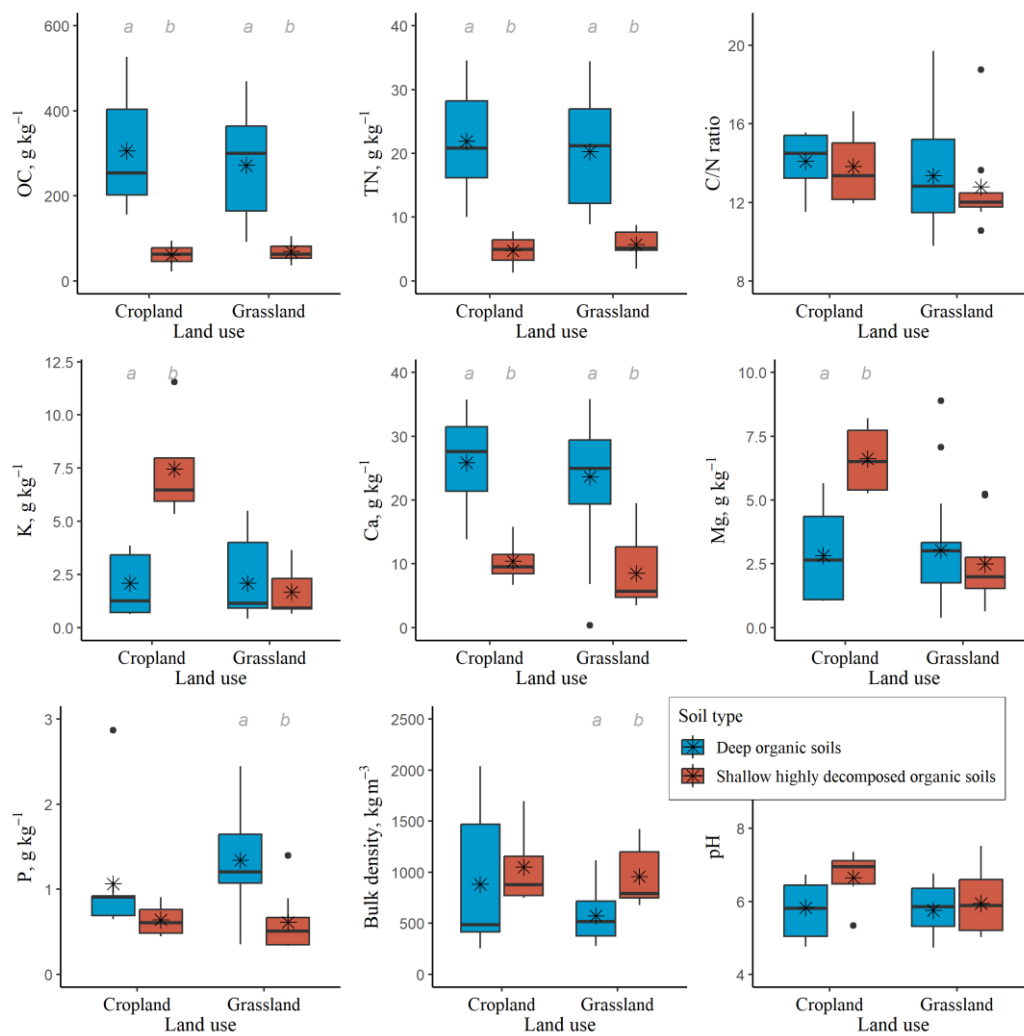 OC, g kg⁻¹
600
400
200
0
a b a b
Cropland Grassland
Land use
TN, g kg⁻¹
40
30
20
10
0
a b a b
Cropland Grassland
Land use
C/N ratio
20
16
12
8
Cropland Grassland
Land use
K, g kg⁻¹
12.5
10.0
7.5
5.0
2.5
0.0
a b
Cropland Grassland
Land use
Ca, g kg⁻¹
40
30
20
10
0
a b a b
Cropland Grassland
Land use
Mg, g kg⁻¹
10.0
7.5
5.0
2.5
0.0
a b
Cropland Grassland
Land use
P, g kg⁻¹
3
2
1
0
a b
Cropland Grassland
Land use
Bulk density, kg m⁻³
2500
2000
1500
1000
500
0
a b
Cropland Grassland
Land use
Soil type
Deep organic soils
Shallow highly decomposed organic soils
pH
8
6
4
Cropland Grassland
Land use